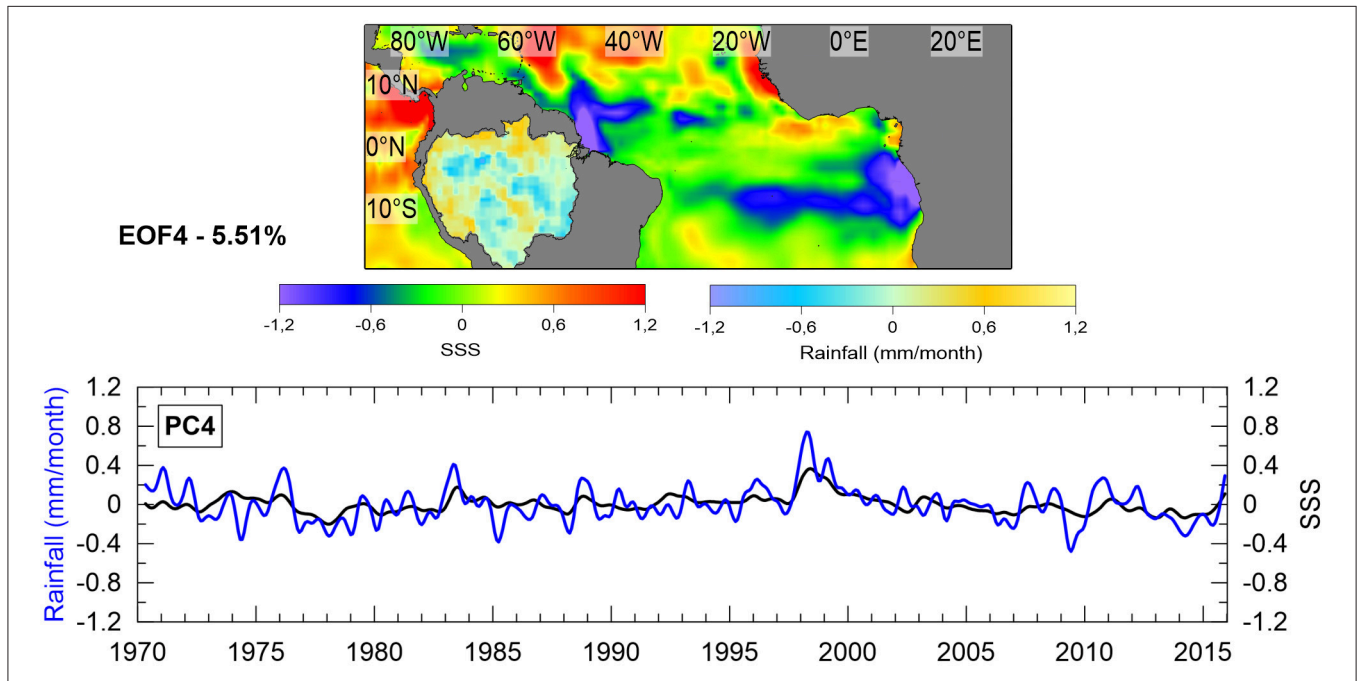 80°W 60°W 40°W 20°W 0°E 20°E
10°N
0°N
10°S
EOF4 - 5.51%
-1,2 -0,6 0 0,6 1,2
SSS
-1,2 -0,6 0 0,6 1,2
Rainfall (mm/month)
PC4
Rainfall (mm/month)
1.2
0.8
0.4
0
-0.4
-0.8
-1.2
1.2
0.8
0.4
0
-0.4
-0.8
-1.2
SSS
1970 1975 1980 1985 1990 1995 2000 2005 2010 2015